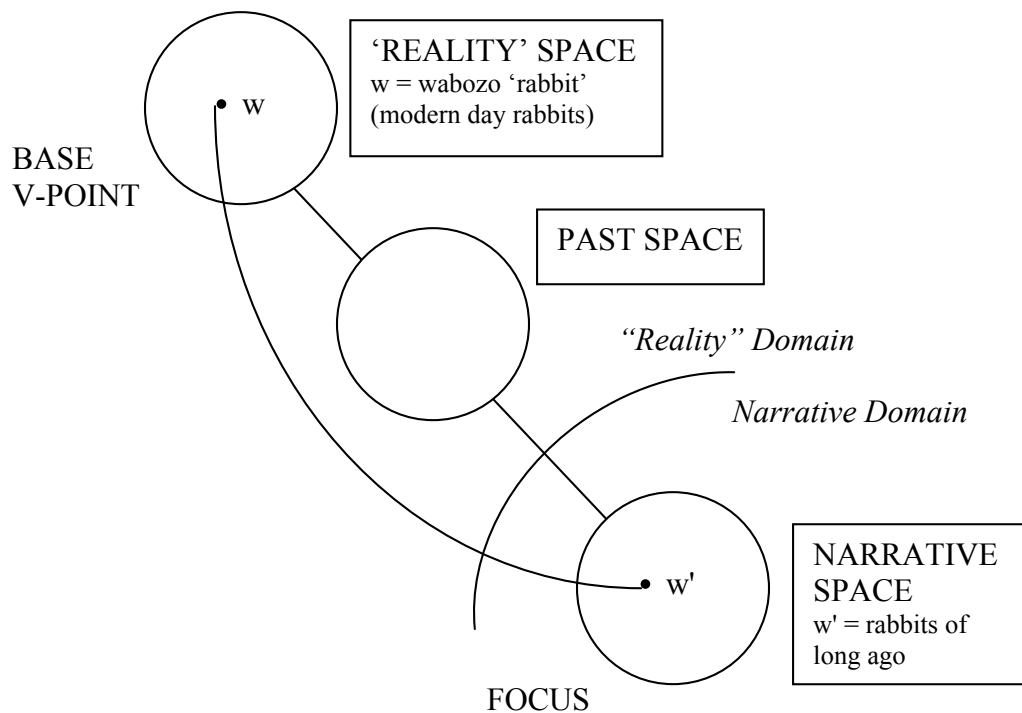 ‘REALITY’ SPACE
w = wabozo ‘rabbit’
(modern day rabbits)
w
BASE
V-POINT
PAST SPACE
“Reality” Domain
Narrative Domain
NARRATIVE
SPACE
w' = rabbits of
long ago
w'
FOCUS